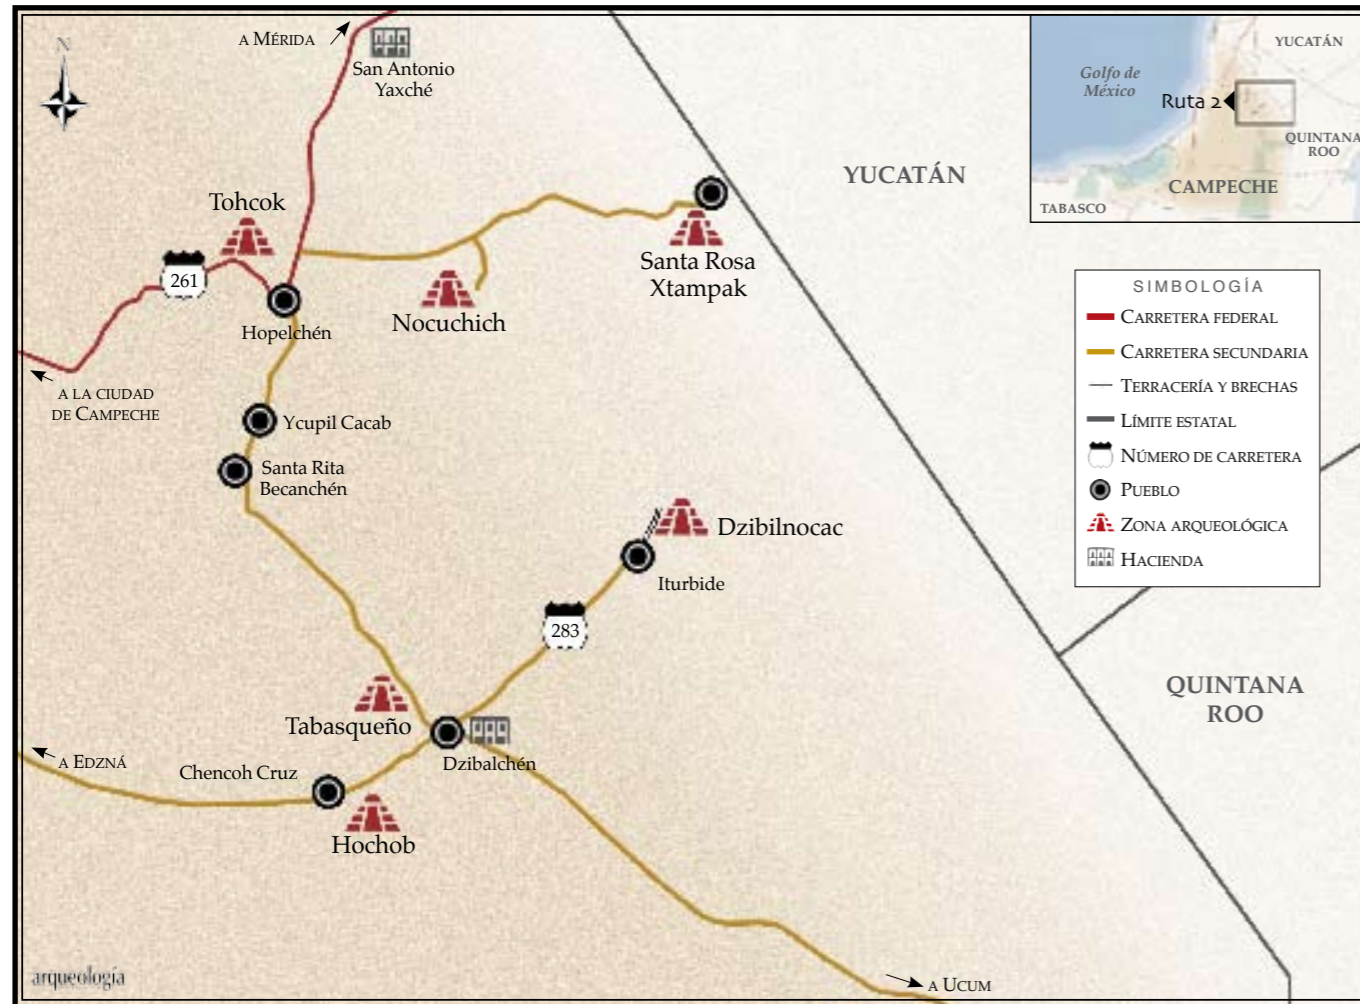 N
A MÉRIDA
San Antonio
Yaxché
Tohcok
261
Hopelchén
Nocuchich
Santa Rosa
Xtampak
A LA CIUDAD
DE CAMPECHE
Ycupil Cacab
Santa Rita
Becanchén
Dzibilnocac
Iturbide
283
Tabasqueño
Dzibalchén
A EDZNÁ
Chencoh Cruz
Hochob
A UCUM
arqueología
YUCATÁN
QUINTANA
ROO
YUCATÁN
Golfo de
México
Ruta 2
QUINTANA
ROO
CAMPECHE
TABASCO
SIMBOLOGÍA
CARRETERA FEDERAL
CARRETERA SECUNDARIA
TERRACERÍA Y BRECHAS
LÍMITE ESTATAL
NÚMERO DE CARRETERA
PUEBLO
ZONA ARQUEOLÓGICA
HACIENDA